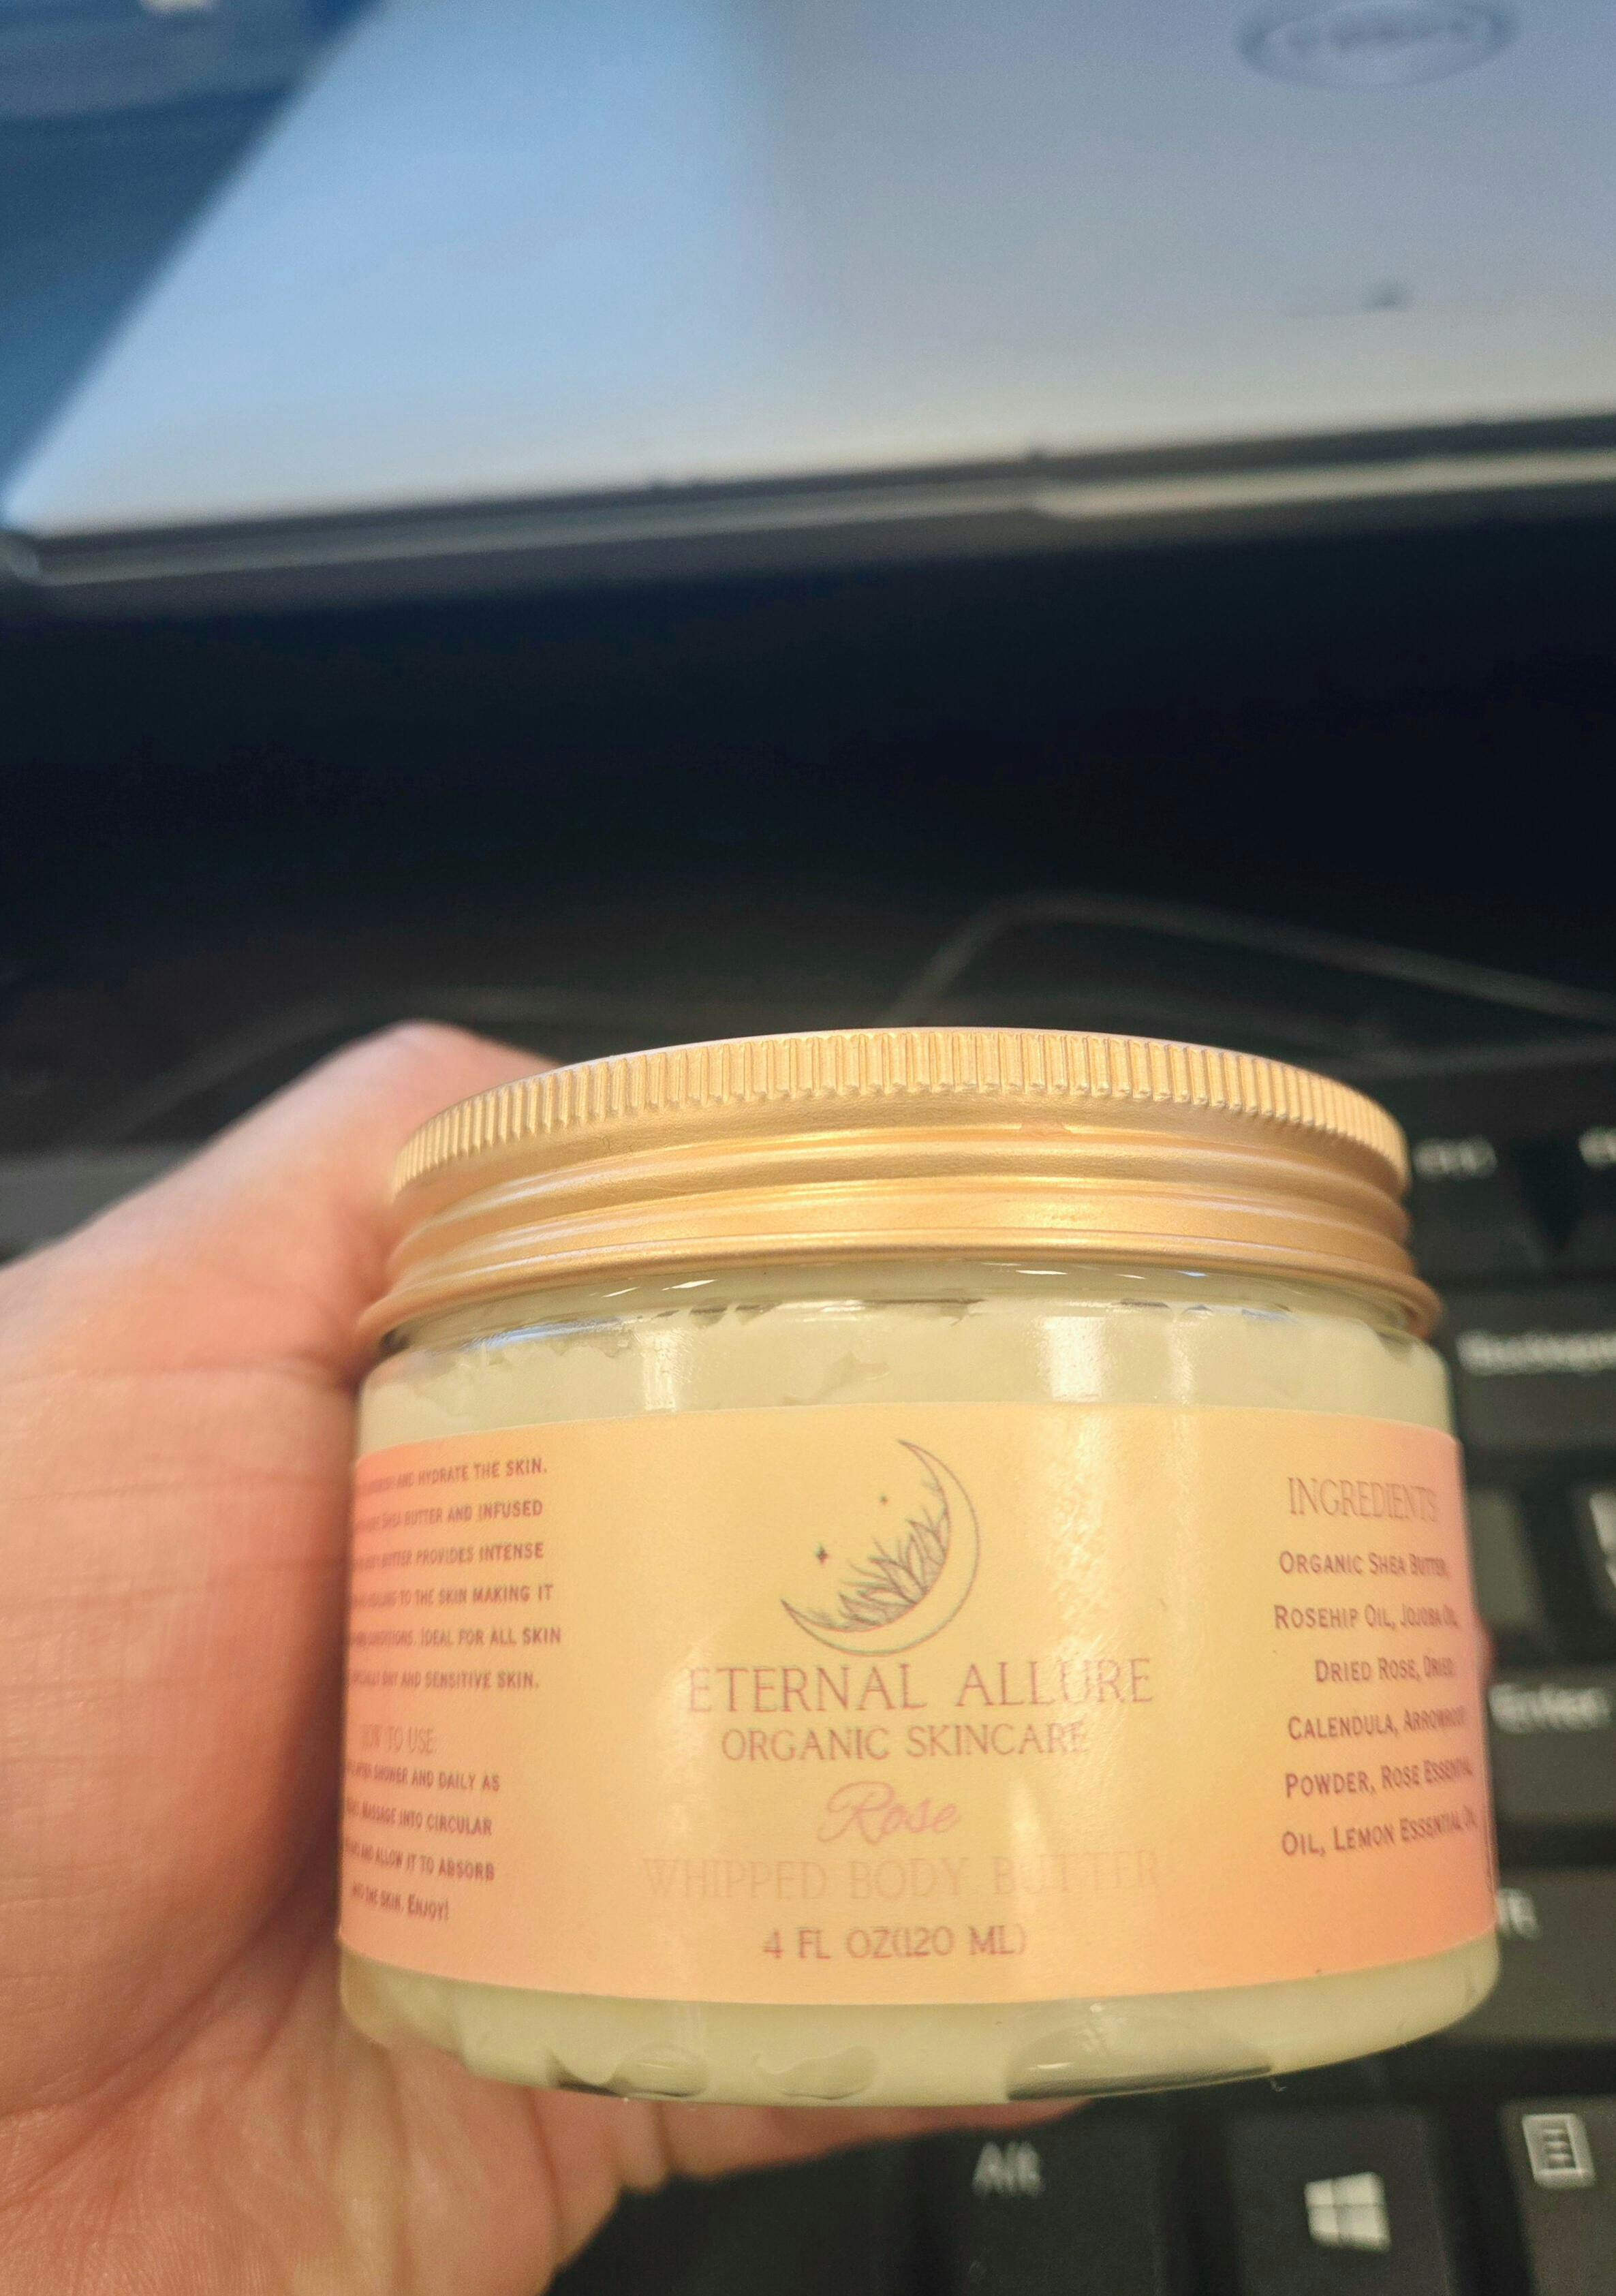 AND HYDRATE THE SKIN.
SHEA BUTTER AND INFUSED
BUTTER PROVIDES INTENSE
TO THE SKIN MAKING IT
CONDITIONS. IDEAL FOR ALL SKIN
DRY AND SENSITIVE SKIN.
HOW TO USE:
SHOWER AND DAILY AS
MASSAGE INTO CIRCULAR
AND ALLOW IT TO ABSORB
THE SKIN. ENJOY!
ETERNAL ALLURE
ORGANIC SKINCARE
Rose
WHIPPED BODY BUTTER
4 FL OZ(120 ML)
INGREDIENTS
ORGANIC SHEA BUTTER,
ROSEHIP OIL, JOJOBA OIL,
DRIED ROSE, DRIED
CALENDULA, ARROWROOT
POWDER, ROSE ESSENTIAL
OIL, LEMON ESSENTIAL OIL
Backspace
Enter
Alt